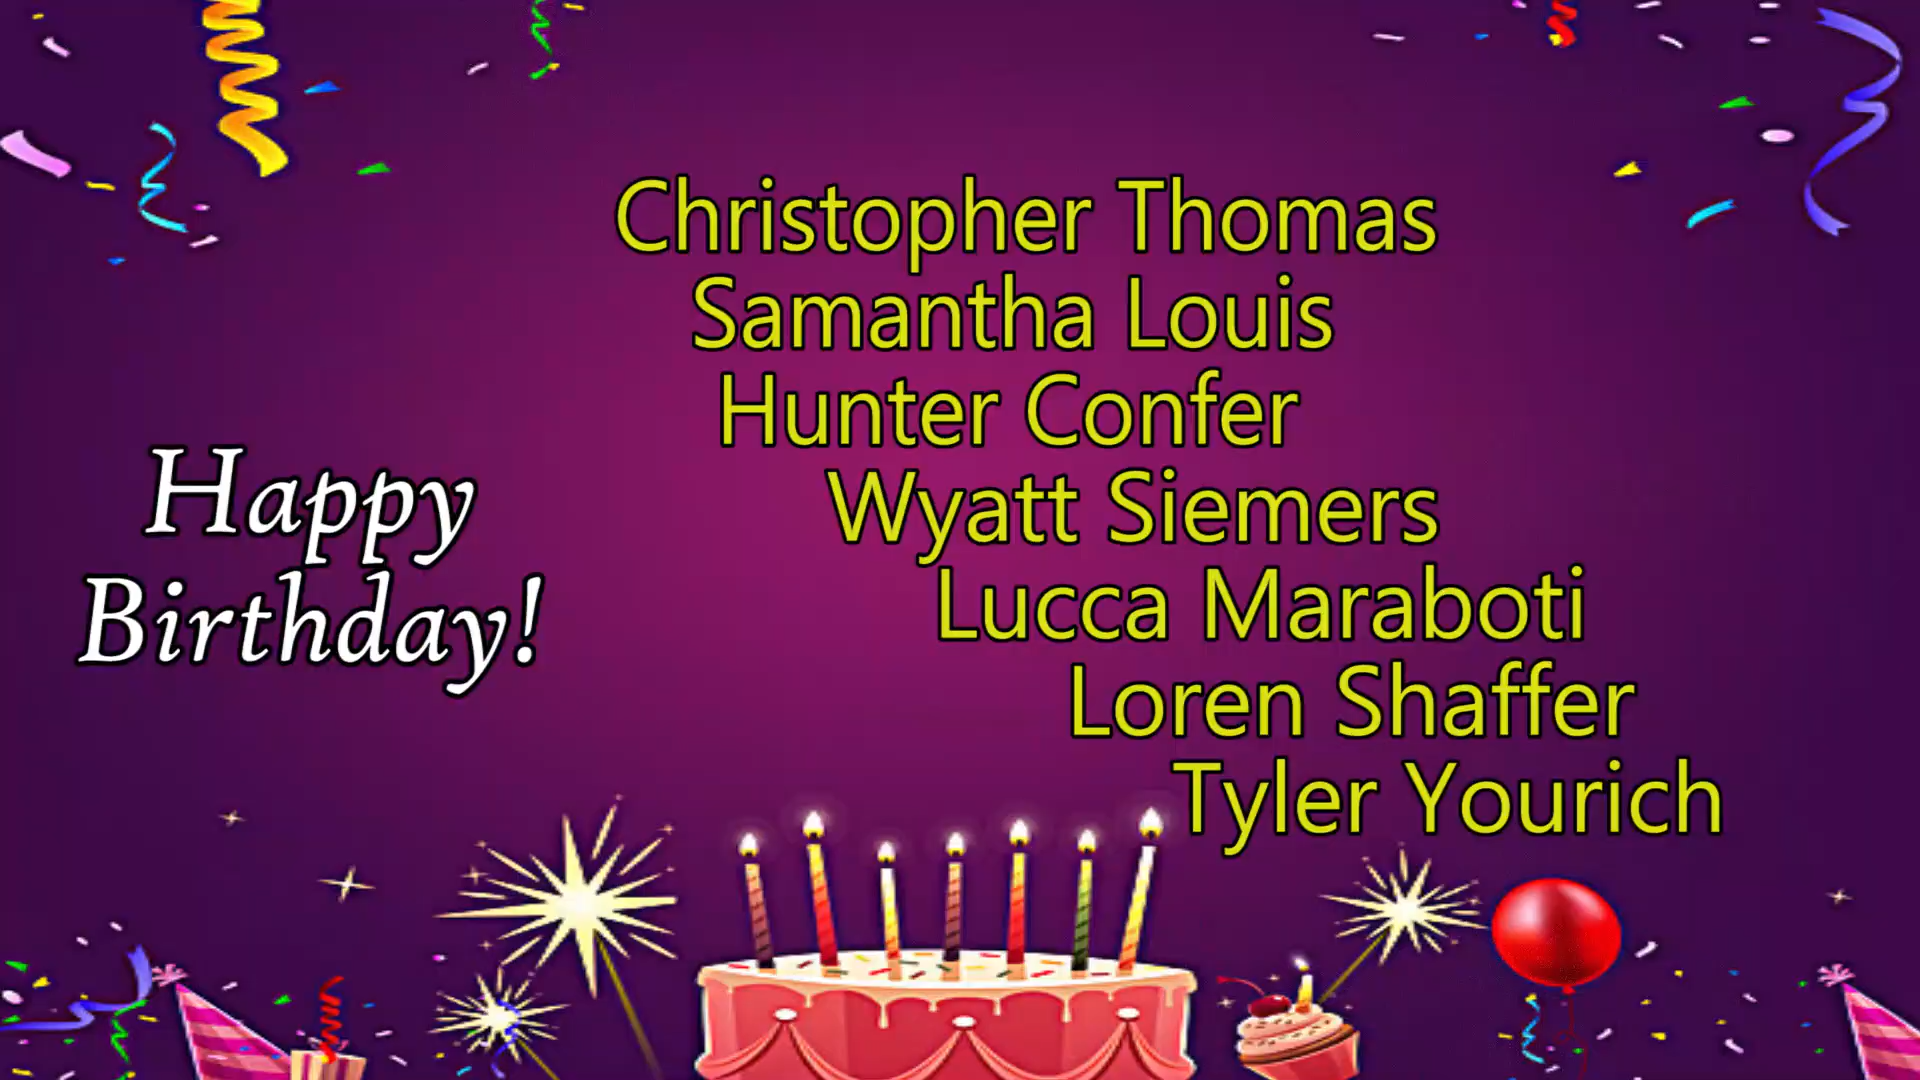 Happy
Birthday!
Christopher Thomas
Samantha Louis
Hunter Confer
Wyatt Siemers
Lucca Maraboti
Loren Shaffer
Tyler Yourich